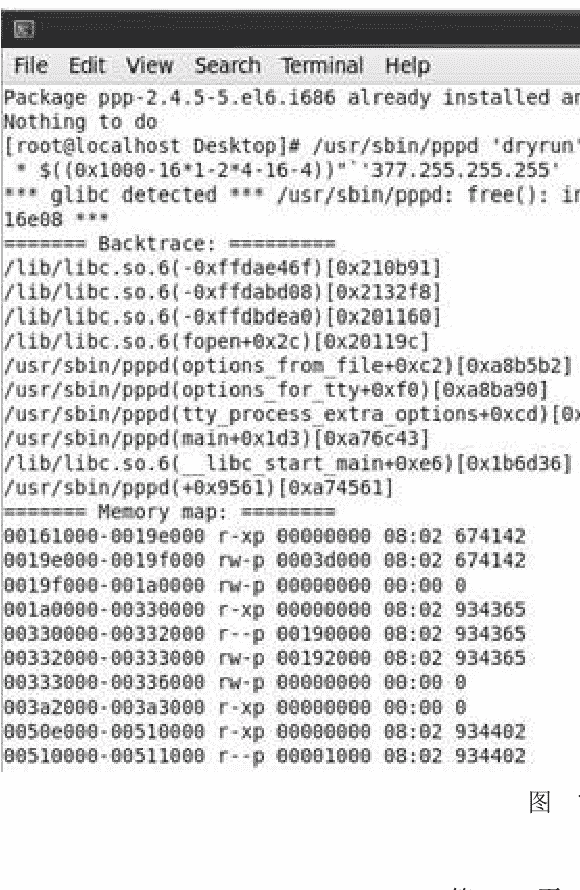 File Edit View Search Terminal Help
Package ppp-2.4.5-5.el6.i686 already installed an
Nothing to do
[root@localhost Desktop]# /usr/sbin/pppd 'dryrun'
* $((0x1000-16*1-2*4-16-4))"`'377.255.255.255'
*** glibc detected *** /usr/sbin/pppd: free(): in
16e08 ***
======= Backtrace: =========
/lib/libc.so.6(-0xffdae46f)[0x210b91]
/lib/libc.so.6(-0xffdabd08)[0x2132f8]
/lib/libc.so.6(-0xffdbdea0)[0x201160]
/lib/libc.so.6(fopen+0x2c)[0x20119c]
/usr/sbin/pppd(options_from_file+0xc2)[0xa8b5b2]
/usr/sbin/pppd(options_for_tty+0xf0)[0xa8ba90]
/usr/sbin/pppd(tty_process_extra_options+0xcd)[0x
/usr/sbin/pppd(main+0x1d3)[0xa76c43]
/lib/libc.so.6(__libc_start_main+0xe6)[0x1b6d36]
/usr/sbin/pppd(+0x9561)[0xa74561]
======= Memory map: ========
00161000-0019e000 r-xp 00000000 08:02 674142
0019e000-0019f000 rw-p 0003d000 08:02 674142
0019f000-001a0000 rw-p 00000000 00:00 0
001a0000-00330000 r-xp 00000000 08:02 934365
00330000-00332000 r--p 00190000 08:02 934365
00332000-00333000 rw-p 00192000 08:02 934365
00333000-00336000 rw-p 00000000 00:00 0
003a2000-003a3000 r-xp 00000000 00:00 0
0050e000-00510000 r-xp 00000000 08:02 934402
00510000-00511000 r--p 00001000 08:02 934402
图